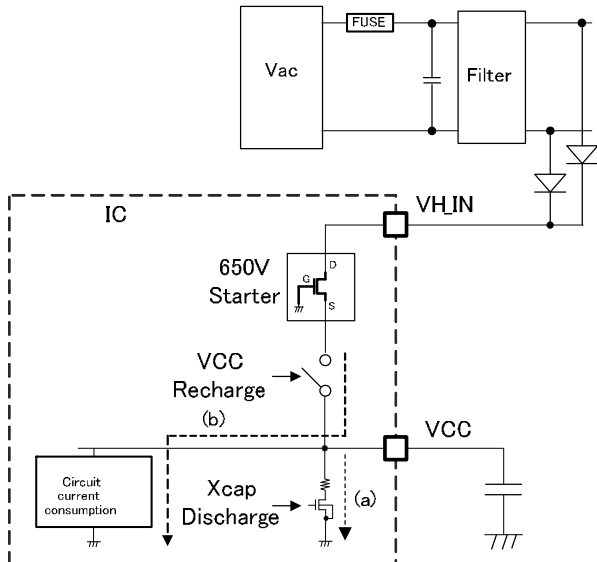 FUSE
Vac
Filter
IC
VH_IN
650V
Starter
D
G
S
VCC
Recharge
(b)
VCC
Circuit
current
consumption
Xcap
Discharge
(a)